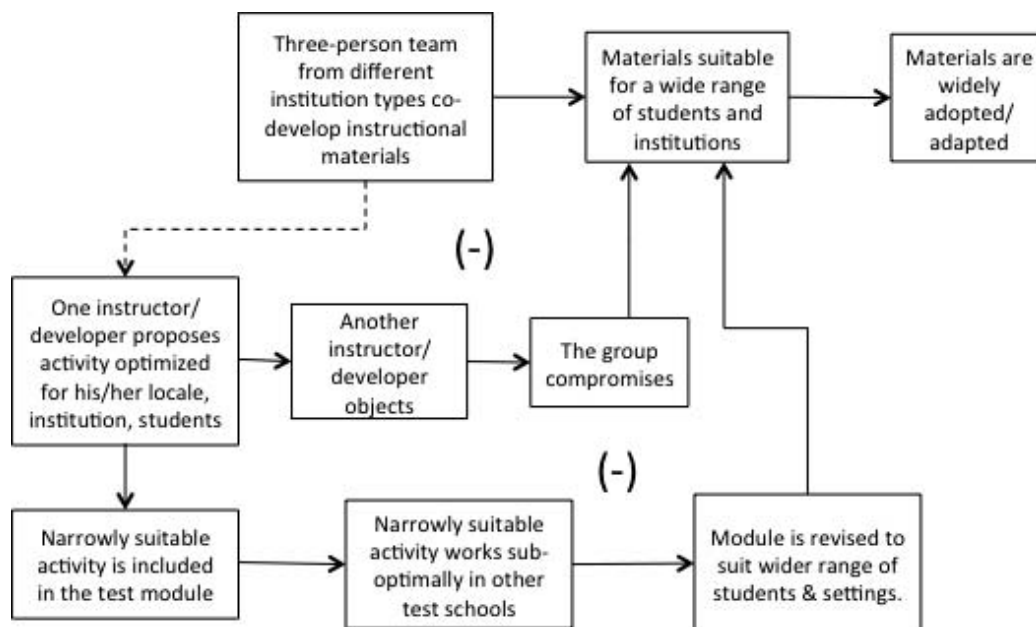 Three-person team
from different
institution types co-
develop instructional
materials
Materials suitable
for a wide range
of students and
institutions
Materials are
widely
adopted/
adapted
(-)
One instructor/
developer proposes
activity optimized
for his/her locale,
institution, students
Another
instructor/
developer
objects
The group
compromises
(-)
Narrowly suitable
activity is included
in the test module
Narrowly suitable
activity works sub-
optimally in other
test schools
Module is revised to
suit wider range of
students & settings.